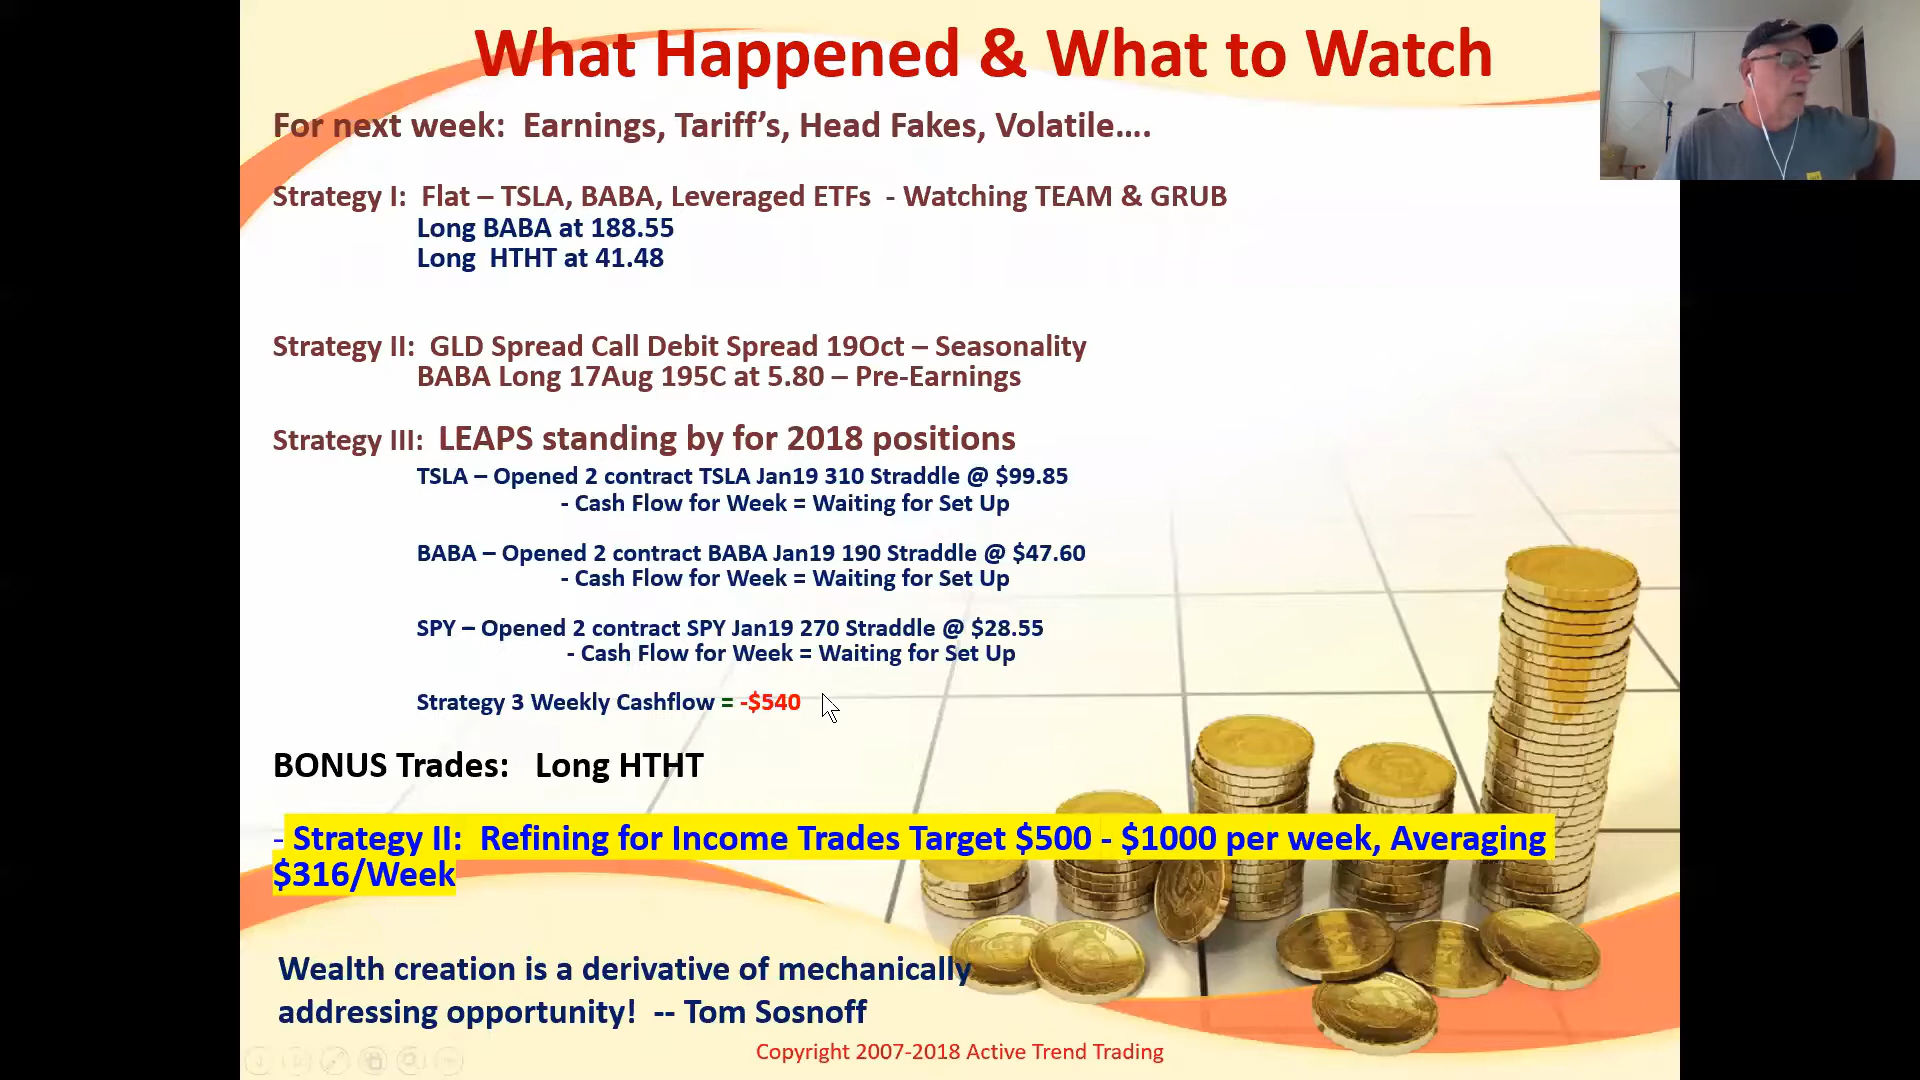 What Happened & What to Watch
For next week: Earnings, Tariff's, Head Fakes, Volatile....
Strategy I: Flat – TSLA, BABA, Leveraged ETFs - Watching TEAM & GRUB
Long BABA at 188.55
Long HTHT at 41.48
Strategy II: GLD Spread Call Debit Spread 19Oct – Seasonality
BABA Long 17Aug 195C at 5.80 – Pre-Earnings
Strategy III: LEAPS standing by for 2018 positions
TSLA – Opened 2 contract TSLA Jan19 310 Straddle @ $99.85
- Cash Flow for Week = Waiting for Set Up
BABA – Opened 2 contract BABA Jan19 190 Straddle @ $47.60
- Cash Flow for Week = Waiting for Set Up
SPY – Opened 2 contract SPY Jan19 270 Straddle @ $28.55
- Cash Flow for Week = Waiting for Set Up
Strategy 3 Weekly Cashflow = -$540
BONUS Trades: Long HTHT
- Strategy II: Refining for Income Trades Target $500 - $1000 per week, Averaging
$316/Week
Wealth creation is a derivative of mechanically
addressing opportunity! -- Tom Sosnoff
Copyright 2007-2018 Active Trend Trading